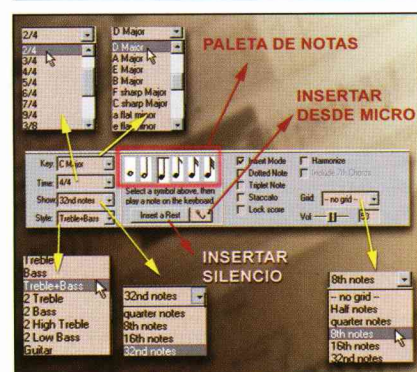 2/4
2/4
3/4
4/4
5/4
6/4
7/4
9/4
3/8
D Major
D Major
A Major
E Major
B Major
F sharp Major
C sharp Major
a flat minor
e flat minor
PALETA DE NOTAS
INSERTAR
DESDE MICRO
Key: C Major
Time: 4/4
Show: 32nd notes
Style: Treble+Bass
Select a symbol above, then
play a note on the keyboard.
Insert a Rest
Insert Mode
Dotted Note
Triplet Note
Staccato
Lock score
Harmonize
Include 7th Chords
Grid: -- no grid --
Vol
INSERTAR
SILENCIO
Treble
Bass
Treble+Bass
2 Treble
2 Bass
2 High Treble
2 Low Bass
Guitar
32nd notes
quarter notes
8th notes
16th notes
32nd notes
8th notes
-- no grid --
Half notes
quarter notes
8th notes
16th notes
32nd notes